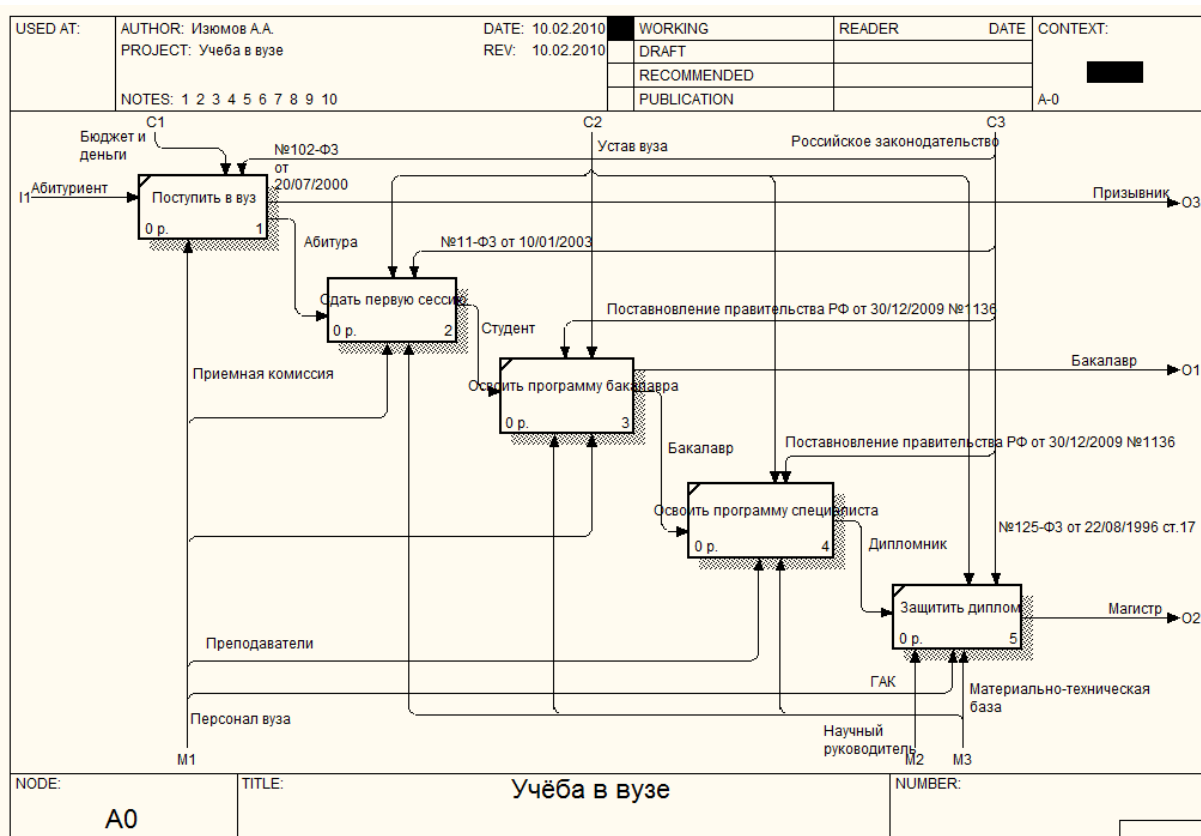 USED AT:
AUTHOR: Изюмов А.А.
DATE: 10.02.2010
WORKING
READER
DATE
CONTEXT:
PROJECT: Учеба в вузе
REV: 10.02.2010
DRAFT
RECOMMENDED
NOTES: 1 2 3 4 5 6 7 8 9 10
PUBLICATION
A-0
C1
C2
C3
Бюджет и
деньги
№102-ФЗ
от
20/07/2000
Устав вуза
Российское законодательство
I1
Абитуриент
Поступить в вуз
0 р.
1
Призывник
O3
Абитура
№11-ФЗ от 10/01/2003
Сдать первую сессию
0 р.
2
Студент
Поставновление правительства РФ от 30/12/2009 №1136
Приемная комиссия
Освоить программу бакалавра
0 р.
3
Бакалавр
O1
Бакалавр
Поставновление правительства РФ от 30/12/2009 №1136
Освоить программу специалиста
0 р.
4
Дипломник
№125-ФЗ от 22/08/1996 ст.17
Защитить диплом
0 р.
5
Магистр
O2
Преподаватели
ГАК
Материально-техническая
база
Персонал вуза
Научный
руководитель
M1
M2
M3
NODE:
TITLE:
NUMBER:
A0
Учёба в вузе